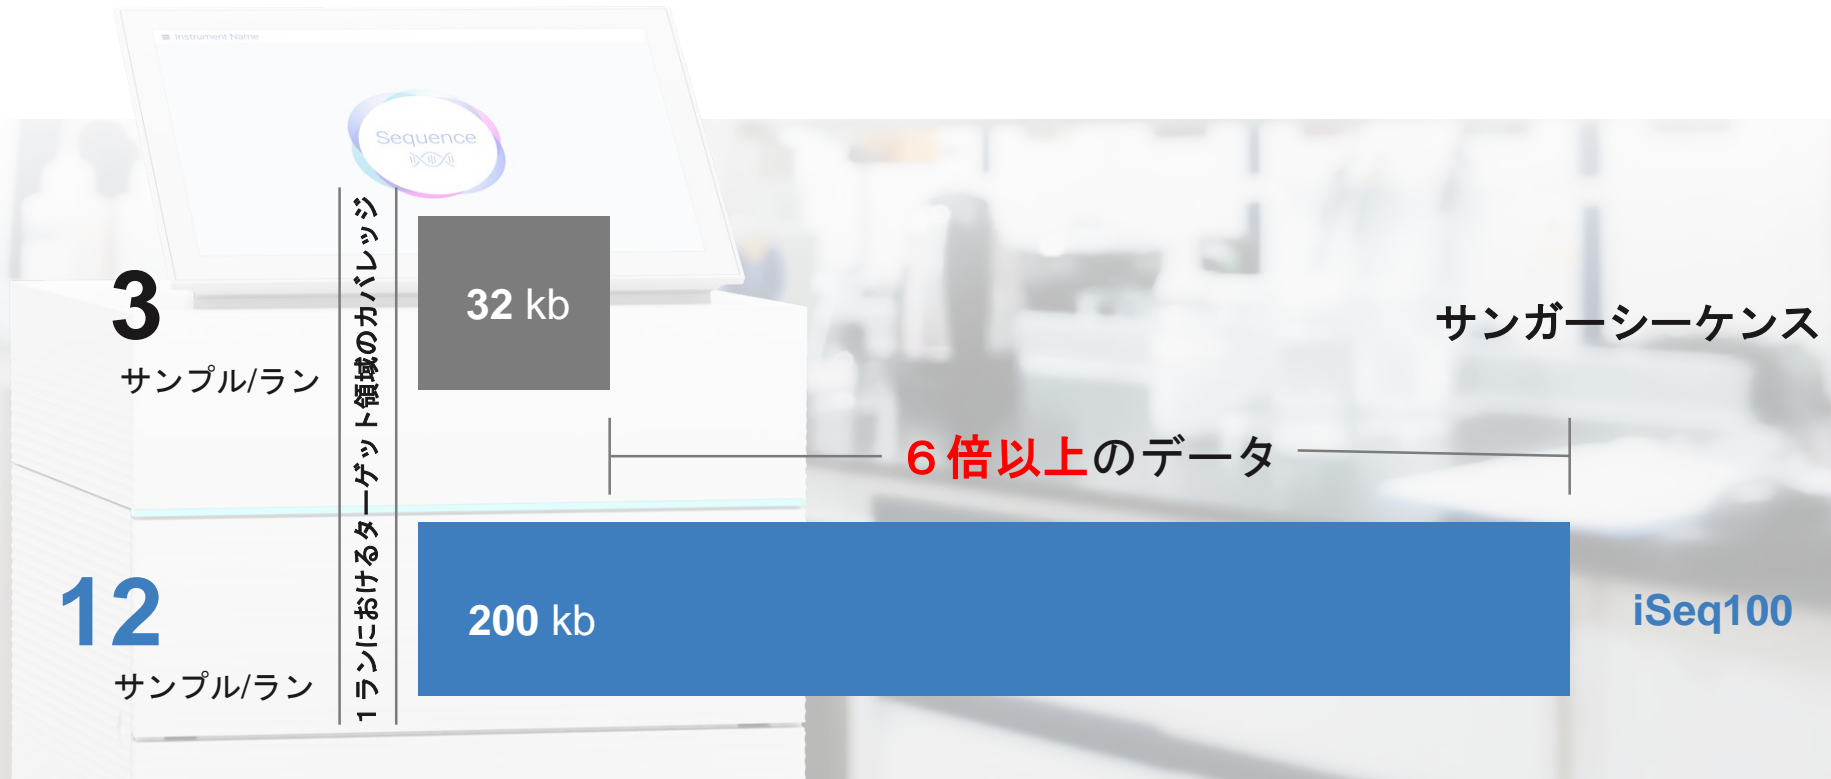 Instrument Name
Sequence
3
サンプル/ラン
１ランにおけるターゲット領域のカバレッジ
32 kb
サンガーシーケンス
６倍以上のデータ
12
サンプル/ラン
200 kb
iSeq100